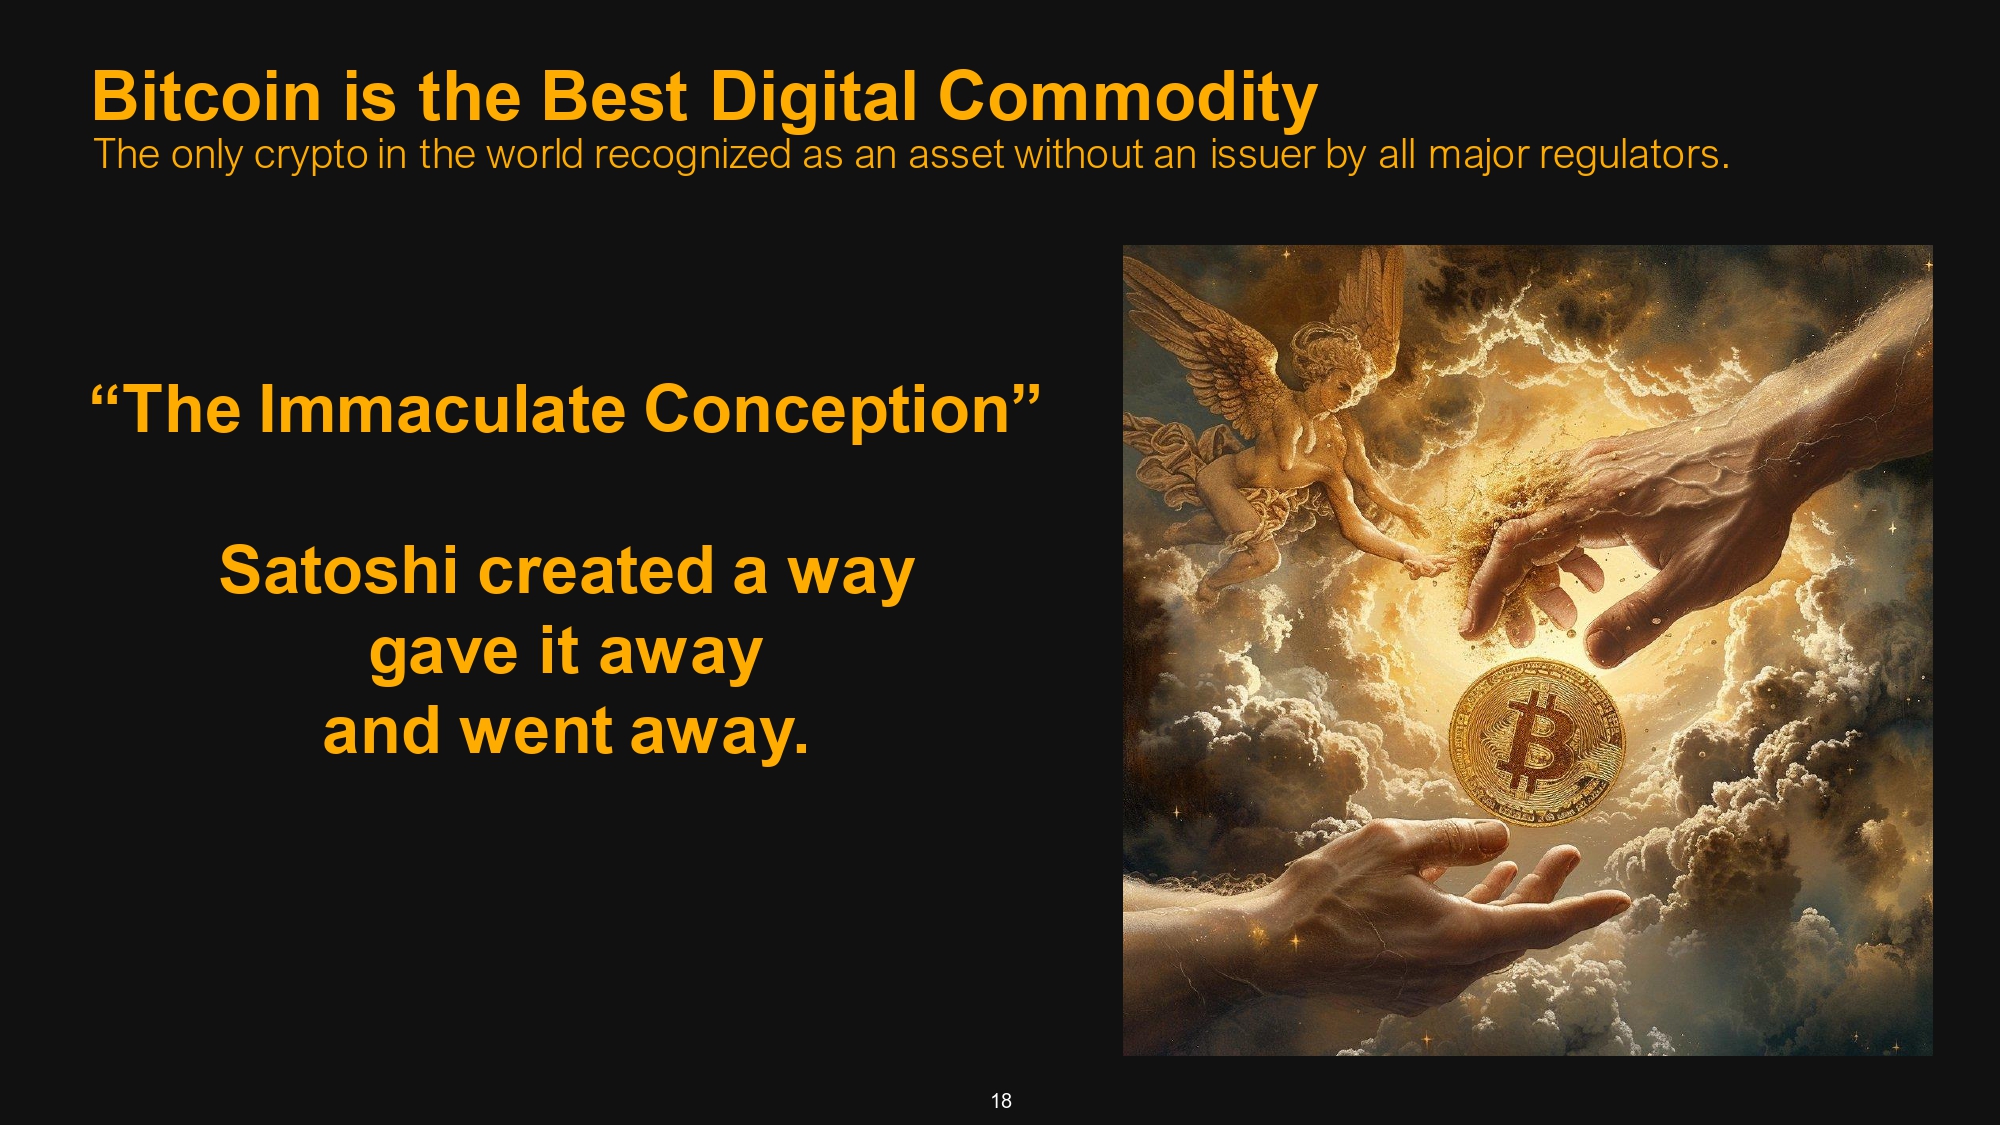 Bitcoin is the Best Digital Commodity
The only crypto in the world recognized as an asset without an issuer by all major regulators.
“The Immaculate Conception”
Satoshi created a way
gave it away
and went away.
18